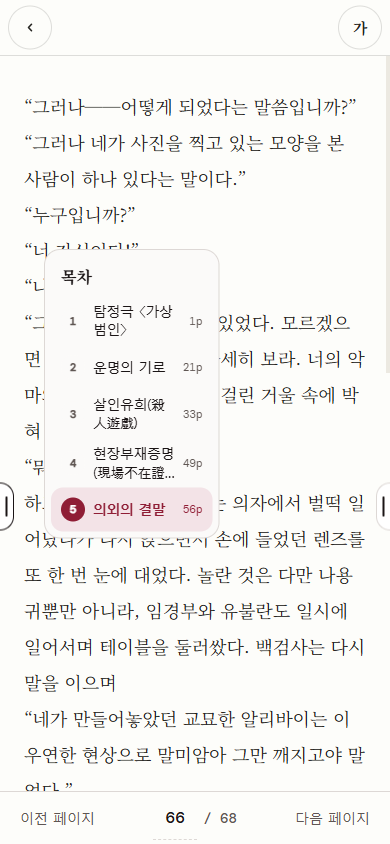 가
“그러나――어떻게 되었다는 말씀입니까?”
“그러나 네가 사진을 찍고 있는 모양을 본
사람이 하나 있다는 말이다.”
“누구입니까?”
목차
1 탐정극 〈가상
범인〉 1p
2 운명의 기로 21p
3 살인유희(殺
人遊戱) 33p
4 현장부재증명
(現場不在證... 49p
5 의외의 결말 56p
있었다. 모르겠으
면
세히 보라. 너의 악
걸린 거울 속에 박
혀
의자에서 벌떡 일
손에 들었던 렌즈를
또 한 번 눈에 대었다. 놀란 것은 다만 나용
귀뿐만 아니라, 임경부와 유불란도 일시에
일어서며 테이블을 둘러쌌다. 백검사는 다시
말을 이으며
“네가 만들어놓았던 교묘한 알리바이는 이
우연한 현상으로 말미암아 그만 깨지고야 말
이전 페이지
66 / 68
다음 페이지